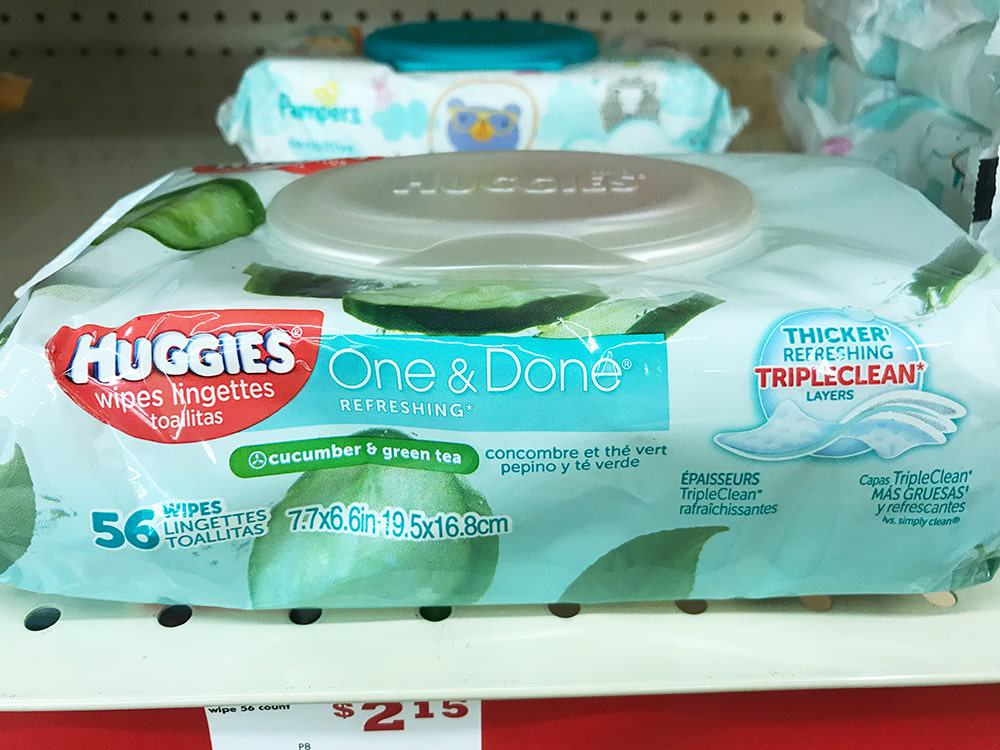 Pampers
sensitive
HUGGIES
HUGGIES®
wipes lingettes
toallitas
One & Done®
REFRESHING*
cucumber & green tea
concombre et thé vert
pepino y té verde
56 WIPES
LINGETTES
TOALLITAS
7.7x6.6in 19.5x16.8cm
THICKER†
REFRESHING
TRIPLECLEAN*
LAYERS
ÉPAISSEURS
TripleClean*
rafraîchissantes
Capas TripleClean*
MÁS GRUESAS†
y refrescantes
†vs. simply clean®
wipe 56 count
$2 15
PB